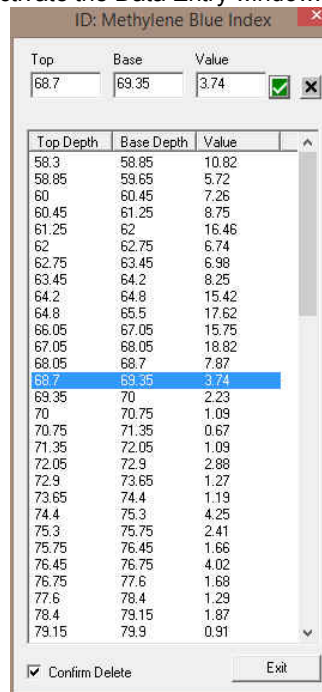 ctivate the Data Entry window
ID: Methylene Blue Index
Top Base Value
68.7 69.35 3.74
Top Depth Base Depth Value
58.3 58.85 10.82
58.85 59.65 5.72
60 60.45 7.26
60.45 61.25 8.75
61.25 62 16.46
62 62.75 6.74
62.75 63.45 6.98
63.45 64.2 8.25
64.2 64.8 15.42
64.8 65.5 17.62
66.05 67.05 15.75
67.05 68.05 18.82
68.05 68.7 7.87
68.7 69.35 3.74
69.35 70 2.23
70 70.75 1.09
70.75 71.35 0.67
71.35 72.05 1.09
72.05 72.9 2.88
72.9 73.65 1.27
73.65 74.4 1.19
74.4 75.3 4.25
75.3 75.75 2.41
75.75 76.45 1.66
76.45 76.75 4.02
76.75 77.6 1.68
77.6 78.4 1.29
78.4 79.15 1.87
79.15 79.9 0.91
Confirm Delete Exit